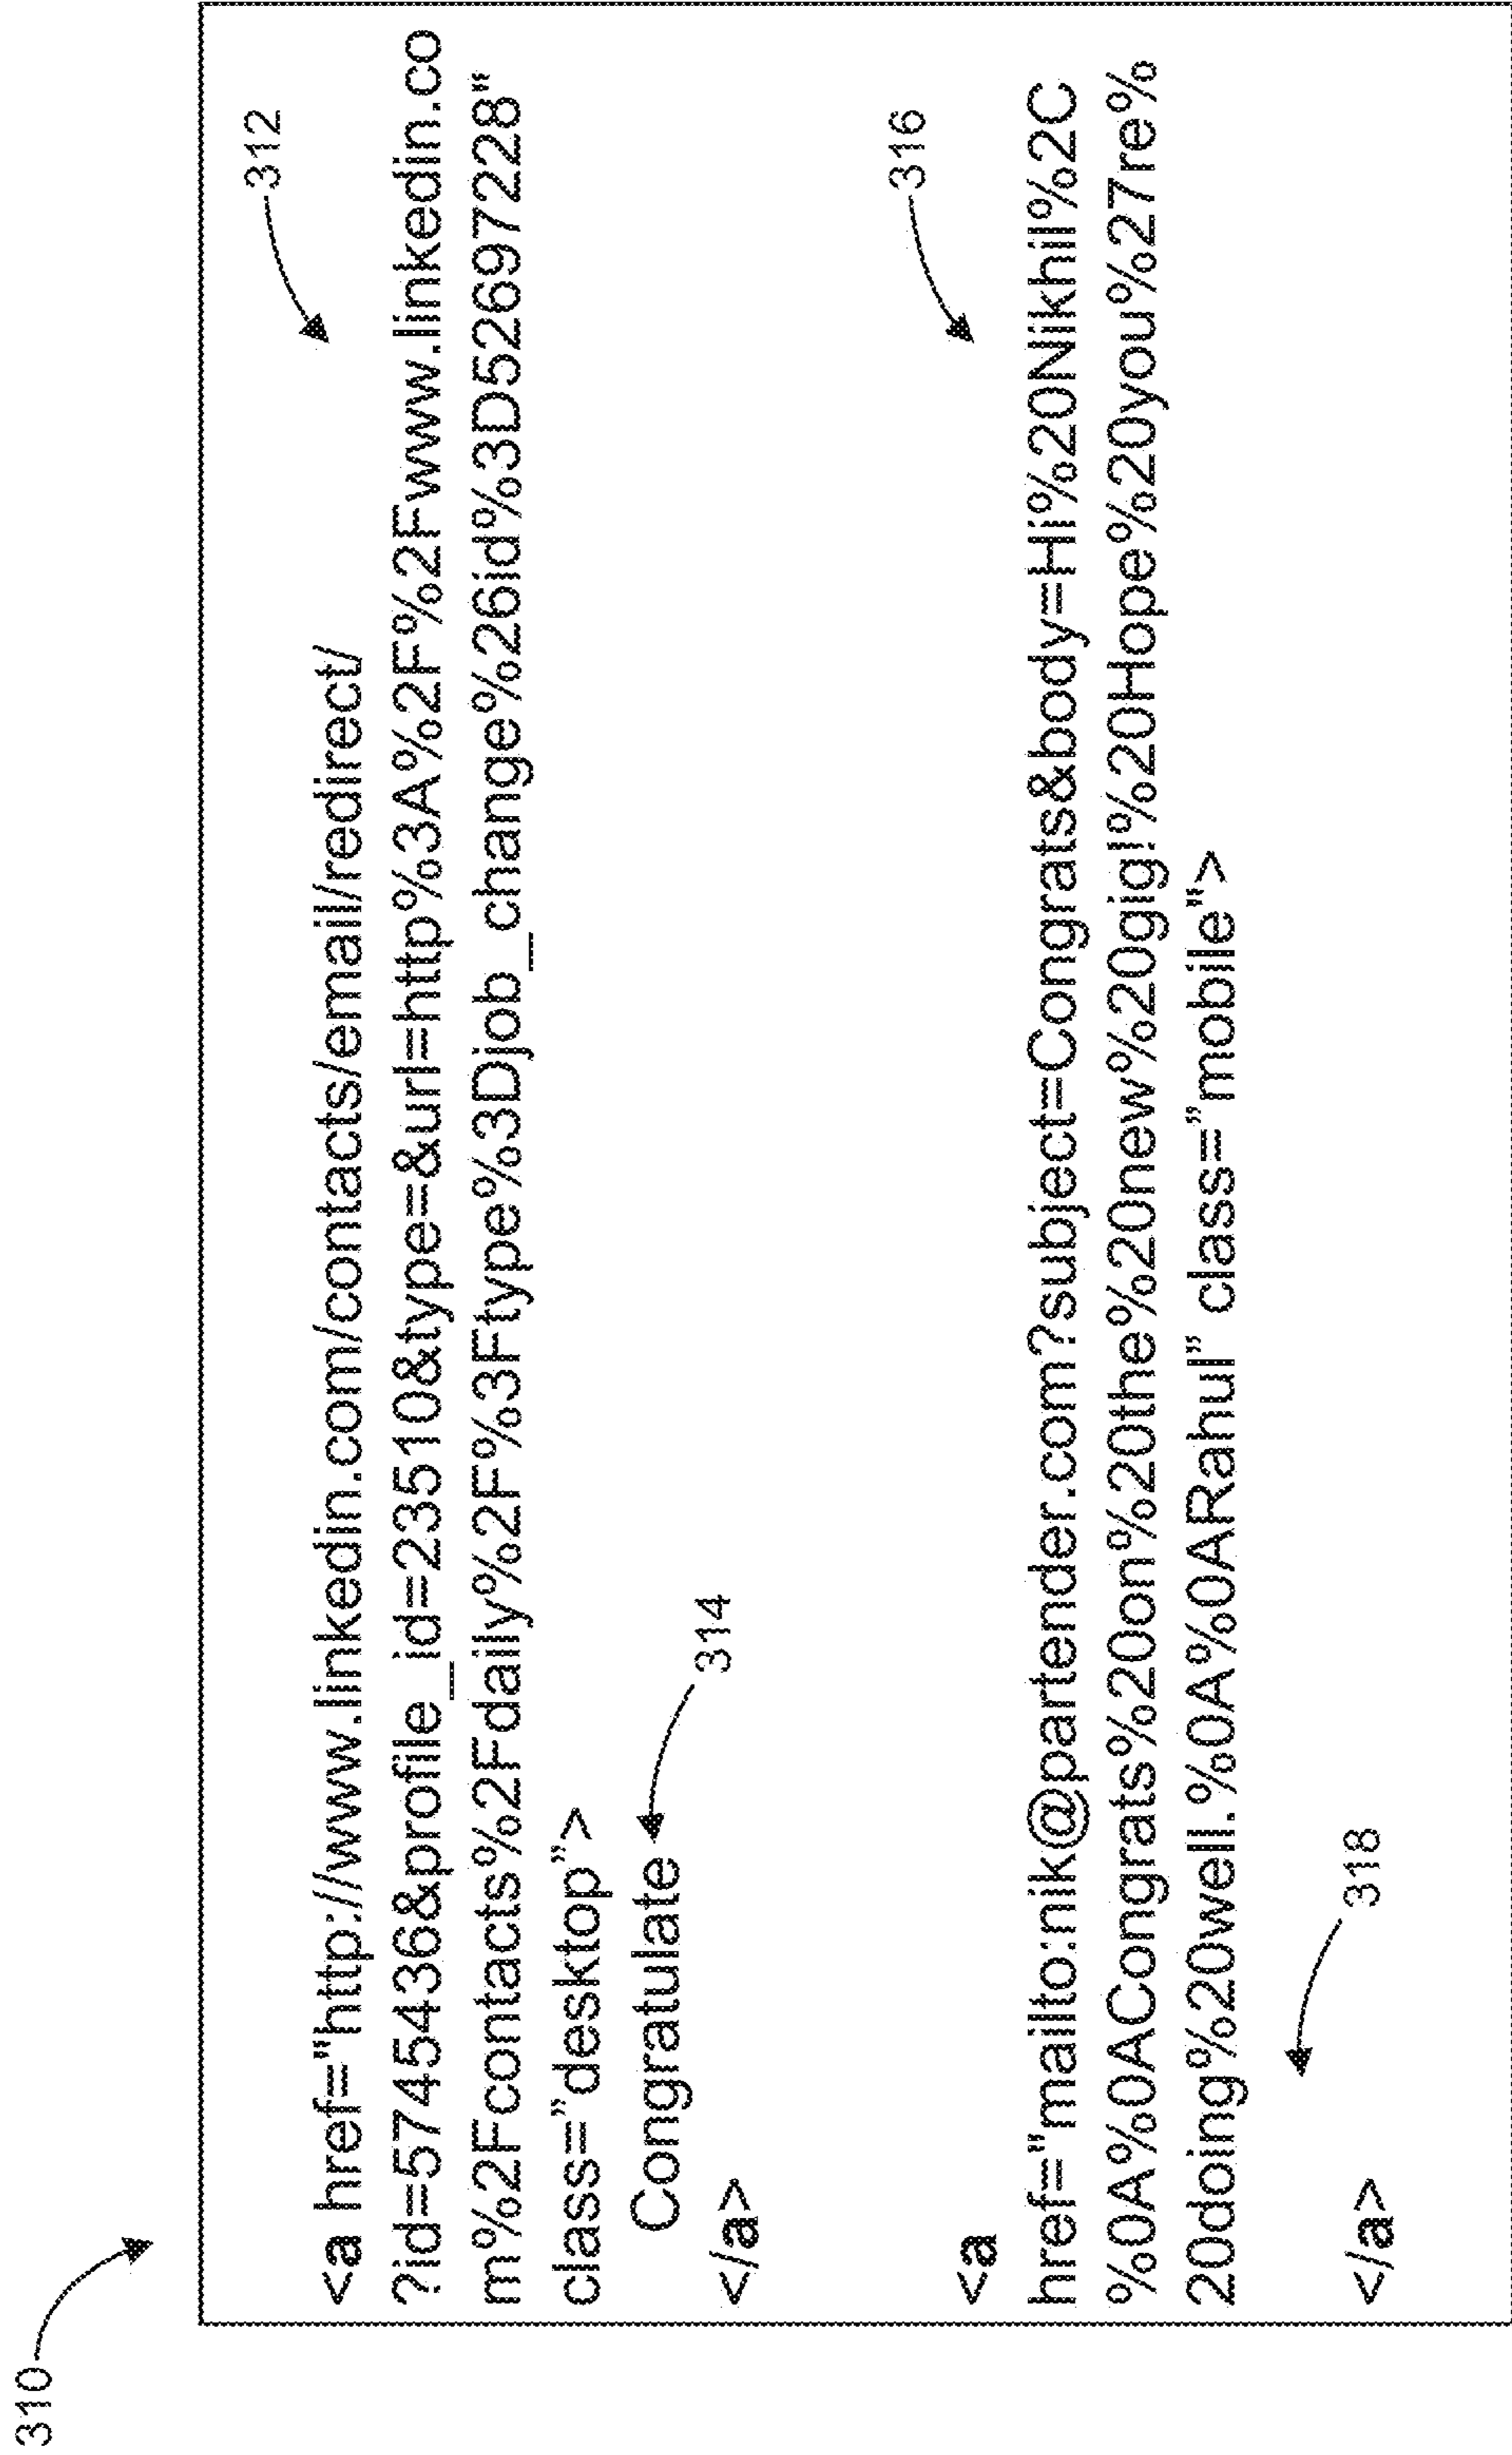 310
312
<a href="http://www.linkedin.com/contacts/email/redirect/
?id=5745436&profile_id=23510&type=&url=http%3A%2F%2Fwww.linkedin.co
m%2Fcontacts%2Fdaily%2F%3Ftype%3Djob_change%26id%3D52697228"
class=”desktop”>
Congratulate
314
</a>
316
<a
href="mailto:nik@partender.com?subject=Congrats&body=Hi%20Nikhil%2C
%0A%0ACongrats%20on%20the%20new%20gig!%20Hope%20you%27re%
20doing%20well.%0A%0ARahul” class=”mobile">
318
</a>